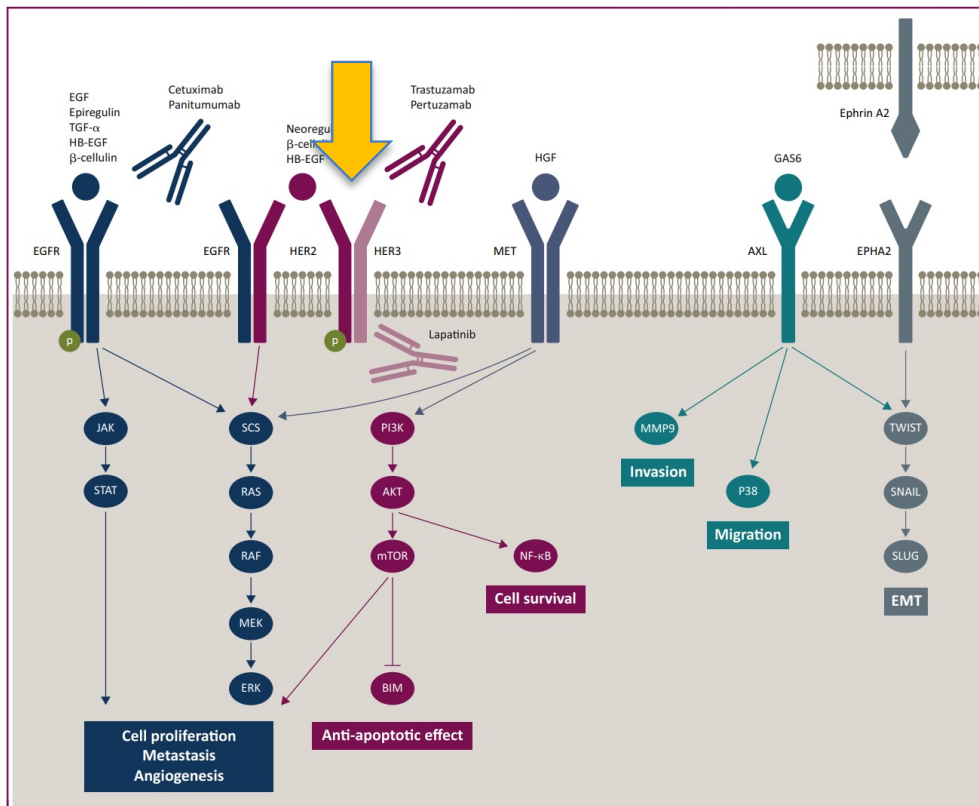 EGF
Epiregulin
TGF-α
HB-EGF
β-cellulin
Cetuximab
Panitumumab
HB-EGF
Trastuzamab
Pertuzamab
HGF
GAS6
Ephrin A2
EGFR
EGFR
HER2
HER3
MET
AXL
EPHA2
p
p
Lapatinib
JAK
SCS
PI3K
MMP9
TWIST
Invasion
STAT
RAS
AKT
P38
SNAIL
Migration
RAF
mTOR
NF-κB
SLUG
Cell survival
EMT
MEK
ERK
BIM
Cell proliferation
Metastasis
Angiogenesis
Anti-apoptotic effect